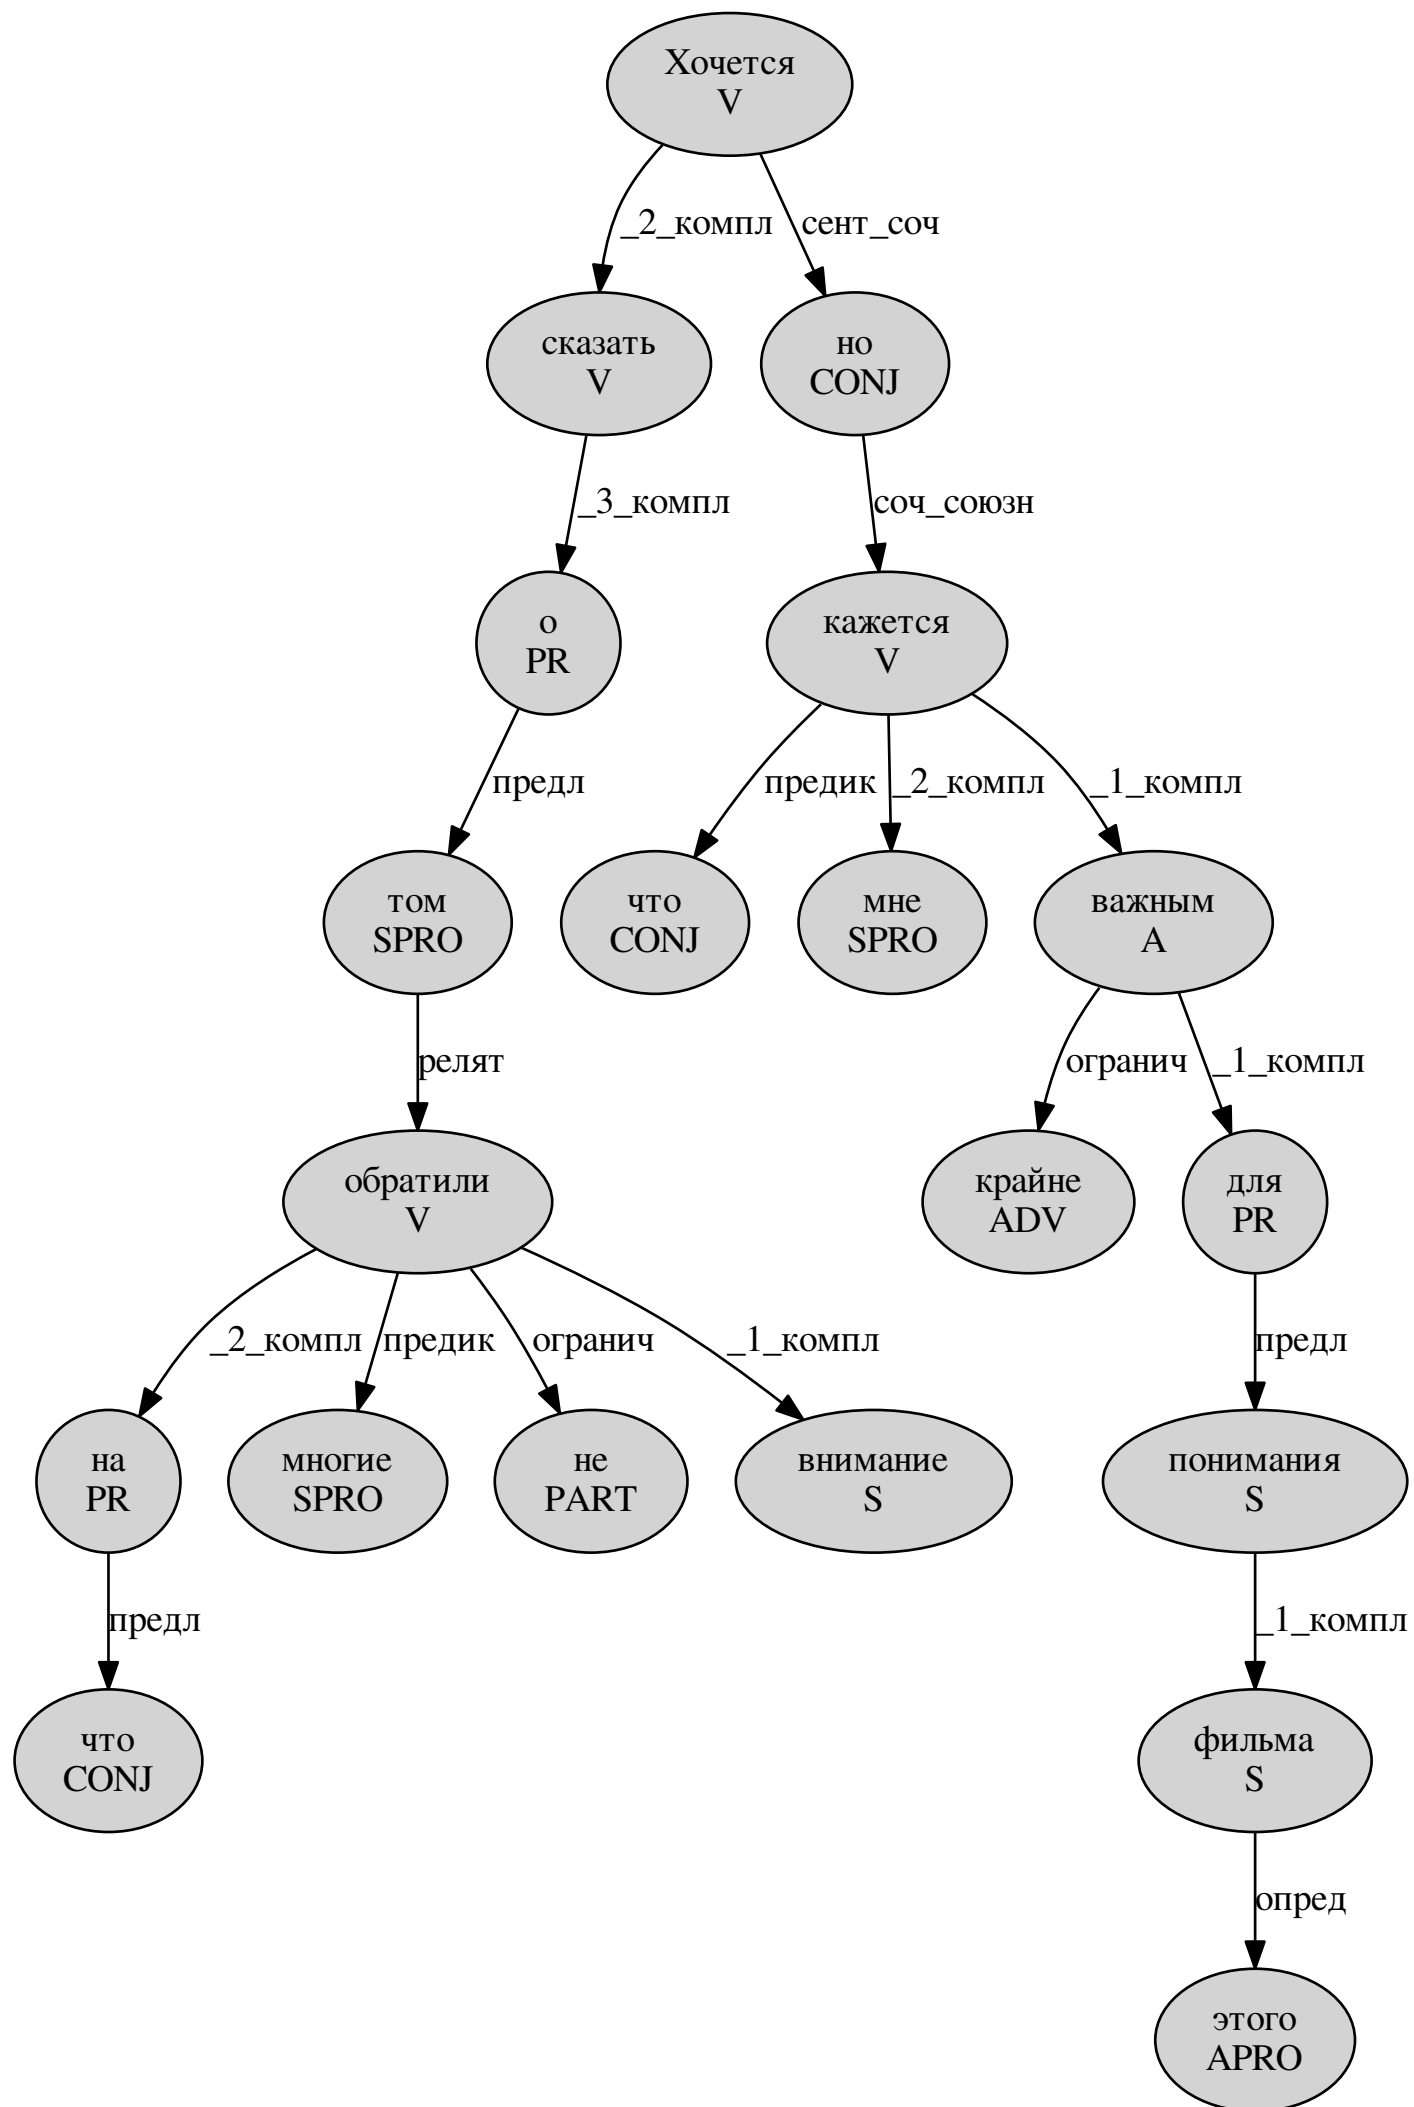 Хочется
V
_2_компл
сент_соч
сказать
V
но
CONJ
_3_компл
соч_союзн
о
PR
кажется
V
предл
предик
_2_компл
_1_компл
том
SPRO
что
CONJ
мне
SPRO
важным
A
релят
огранич
_1_компл
обратили
V
крайне
ADV
для
PR
_2_компл
предик
огранич
_1_компл
предл
на
PR
многие
SPRO
не
PART
внимание
S
понимания
S
предл
_1_компл
что
CONJ
фильма
S
опред
этого
APRO